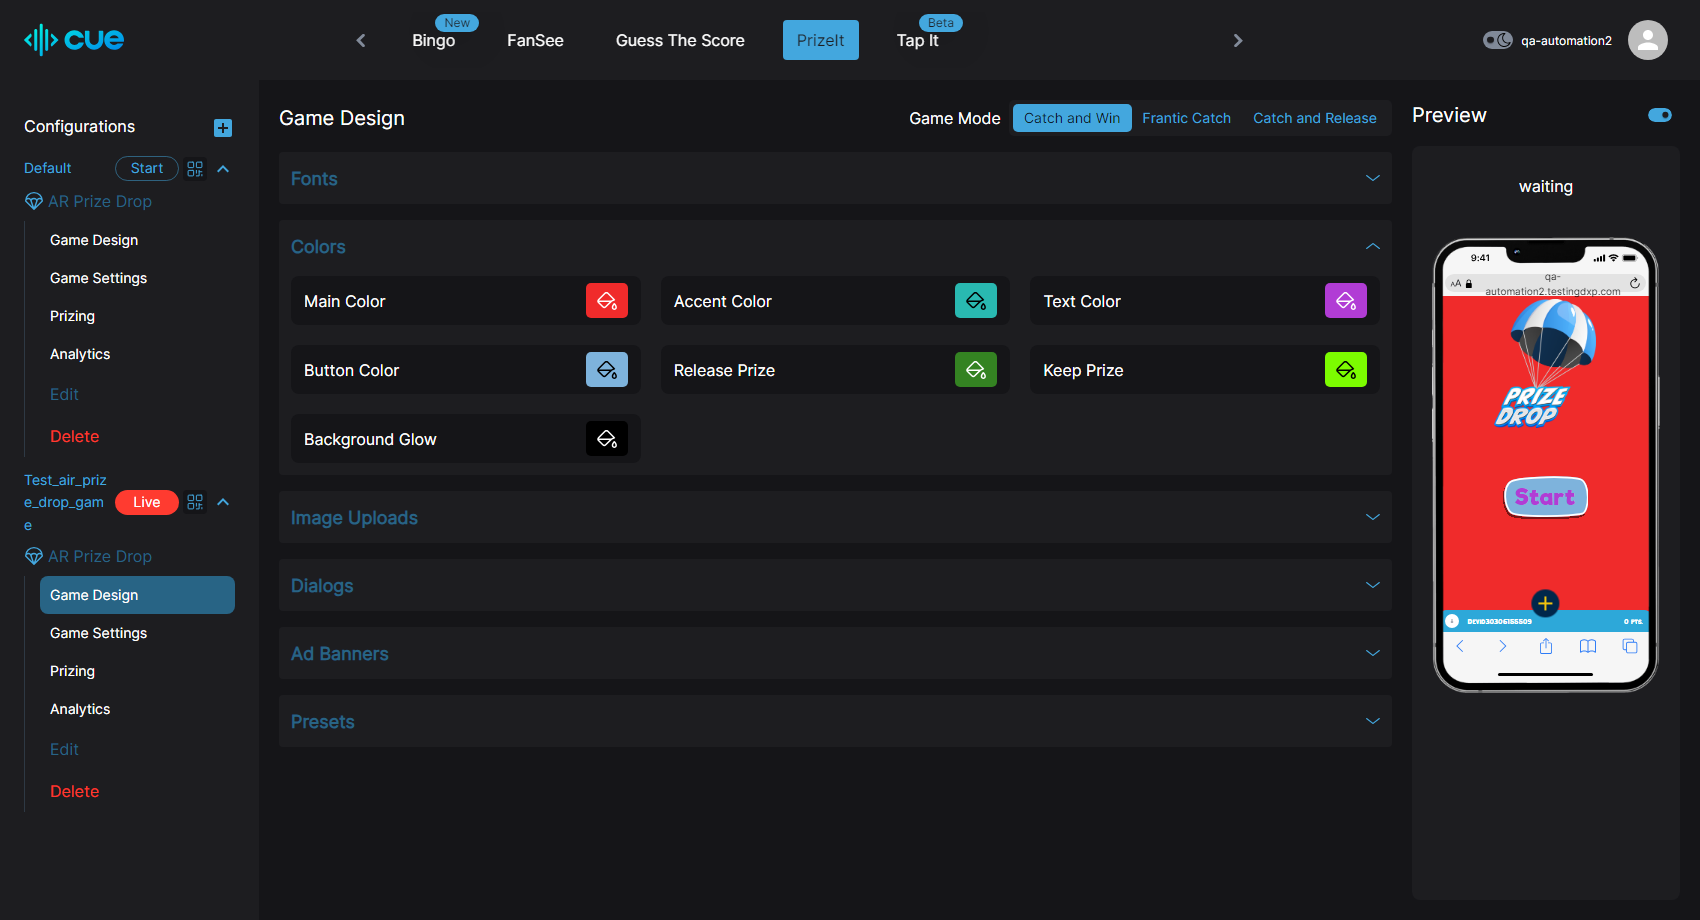 cue
New
Bingo
FanSee
Guess The Score
PrizeIt
Beta
Tap It
qa-automation2
Configurations
Default
Start
AR Prize Drop
Game Design
Game Settings
Prizing
Analytics
Edit
Delete
Test_air_priz
e_drop_gam
e
Live
AR Prize Drop
Game Design
Game Settings
Prizing
Analytics
Edit
Delete
Game Design
Game Mode
Catch and Win
Frantic Catch
Catch and Release
Fonts
Colors
Main Color
Accent Color
Text Color
Button Color
Release Prize
Keep Prize
Background Glow
Image Uploads
Dialogs
Ad Banners
Presets
Preview
waiting
9:41
AA
qa-
automation2.testingdxp.com
PRIZE
DROP
Start
0 PTS.